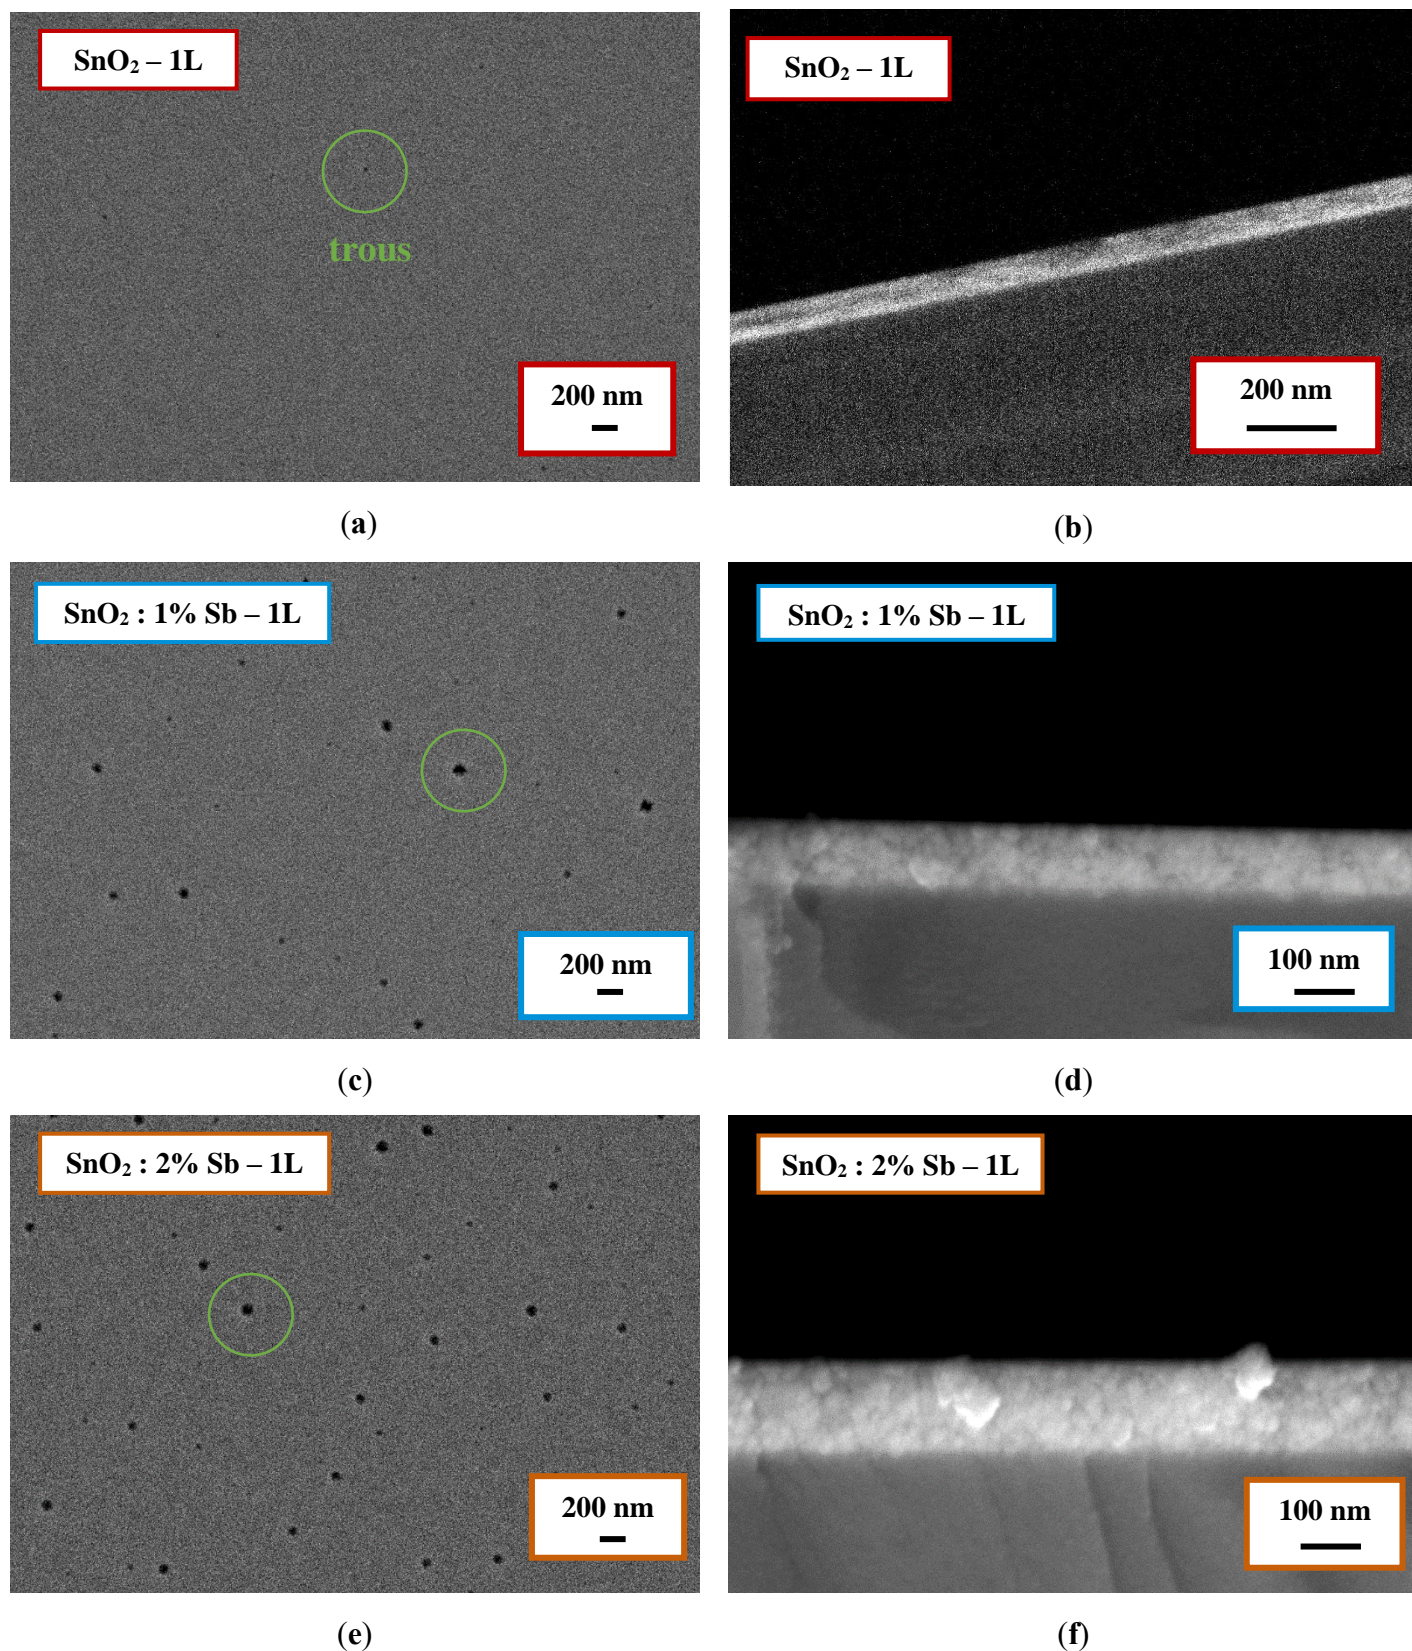 SnO₂ – 1L
SnO₂ – 1L
trous
200 nm
200 nm
(a)
(b)
SnO₂ : 1% Sb – 1L
SnO₂ : 1% Sb – 1L
200 nm
100 nm
(c)
(d)
SnO₂ : 2% Sb – 1L
SnO₂ : 2% Sb – 1L
200 nm
100 nm
(e)
(f)